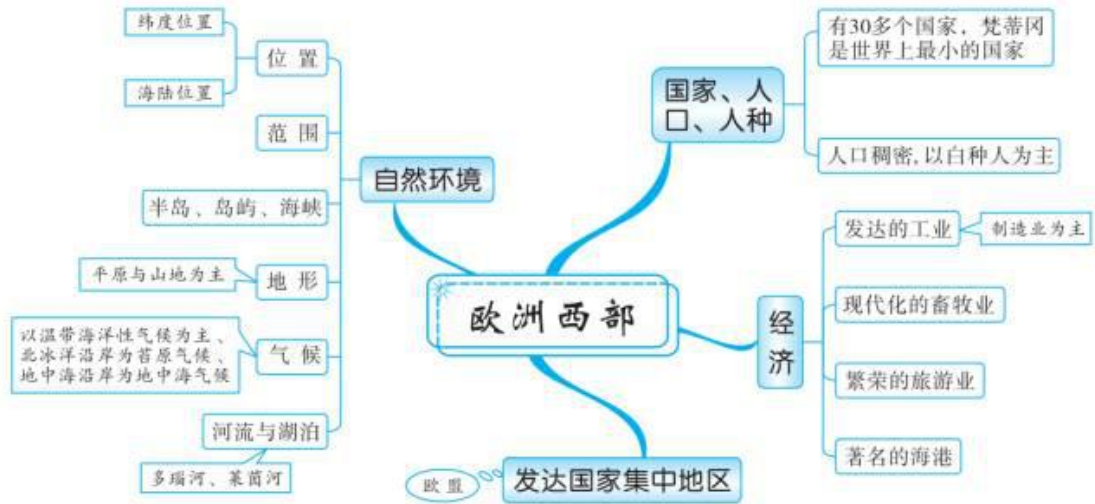 欧洲西部
自然环境
位置
纬度位置
海陆位置
范围
半岛、岛屿、海峡
地形
平原与山地为主
气候
以温带海洋性气候为主、
北冰洋沿岸为苔原气候、
地中海沿岸为地中海气候
河流与湖泊
多瑙河、莱茵河
国家、人
口、人种
有30多个国家，梵蒂冈
是世界上最小的国家
人口稠密,以白种人为主
经
济
发达的工业
制造业为主
现代化的畜牧业
繁荣的旅游业
著名的海港
发达国家集中地区
欧盟